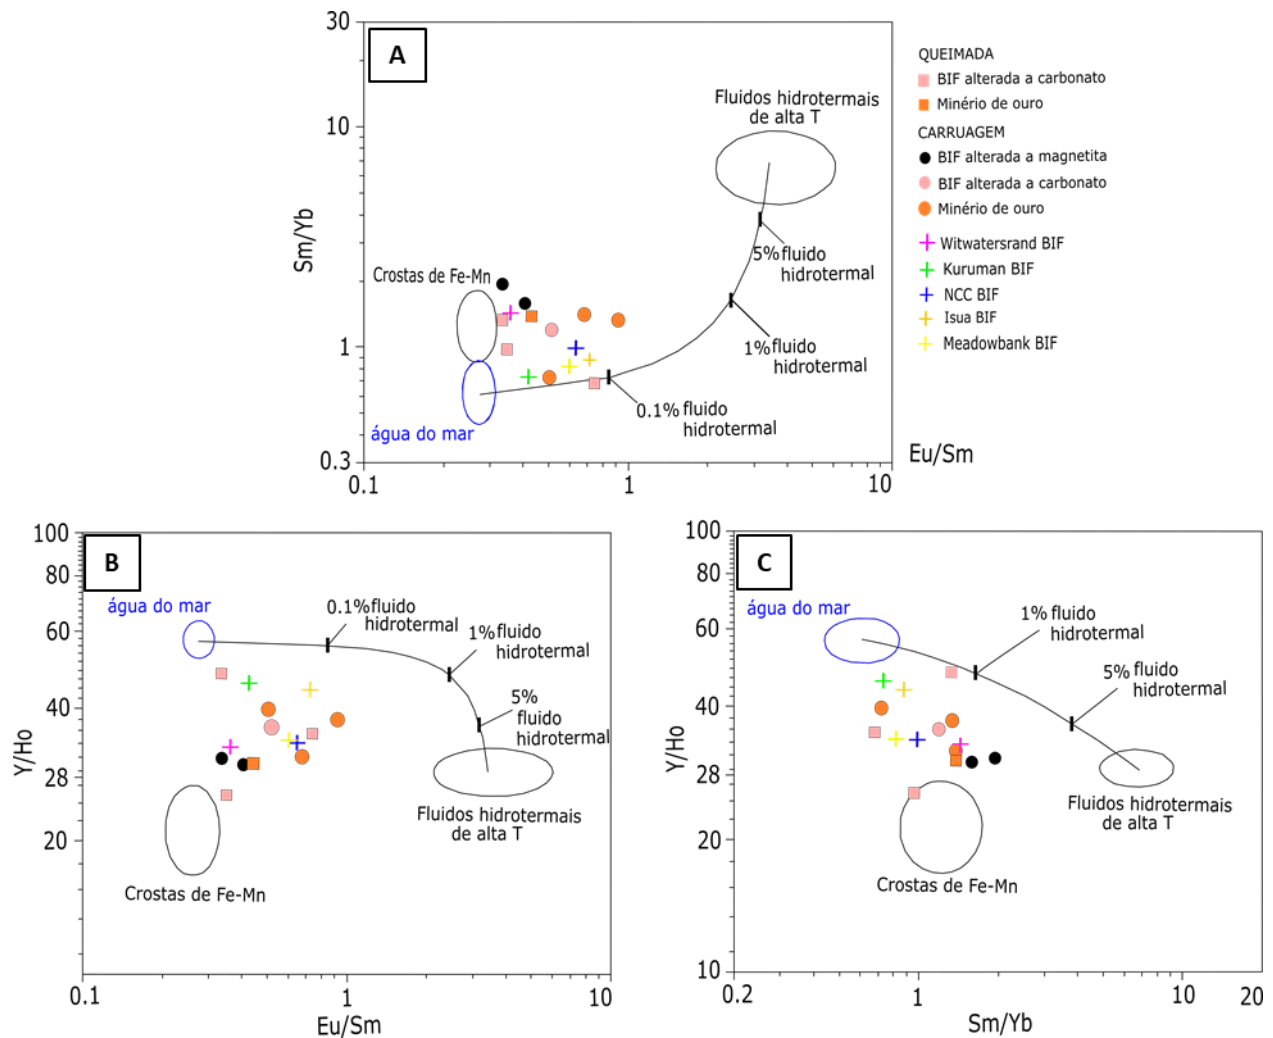 A
30
10
1
0.3
Sm/Yb
0.1
1
10
Eu/Sm
Fluidos hidrotermais
de alta T
Crostas de Fe-Mn
água do mar
5% fluido
hidrotermal
1% fluido
hidrotermal
0.1% fluido
hidrotermal
QUEIMADA
BIF alterada a carbonato
Minério de ouro
CARRUAGEM
BIF alterada a magnetita
BIF alterada a carbonato
Minério de ouro
Witwatersrand BIF
Kuruman BIF
NCC BIF
Isua BIF
Meadowbank BIF
B
100
80
60
40
28
20
Y/Ho
0.1
1
10
Eu/Sm
água do mar
0.1% fluido
hidrotermal
1% fluido
hidrotermal
5%
fluido
hidrotermal
Fluidos hidrotermais
de alta T
Crostas de Fe-Mn
C
100
80
60
40
28
20
10
Y/Ho
0.2
1
10
20
Sm/Yb
água do mar
1% fluido
hidrotermal
5% fluido
hidrotermal
Fluidos hidrotermais
de alta T
Crostas de Fe-Mn